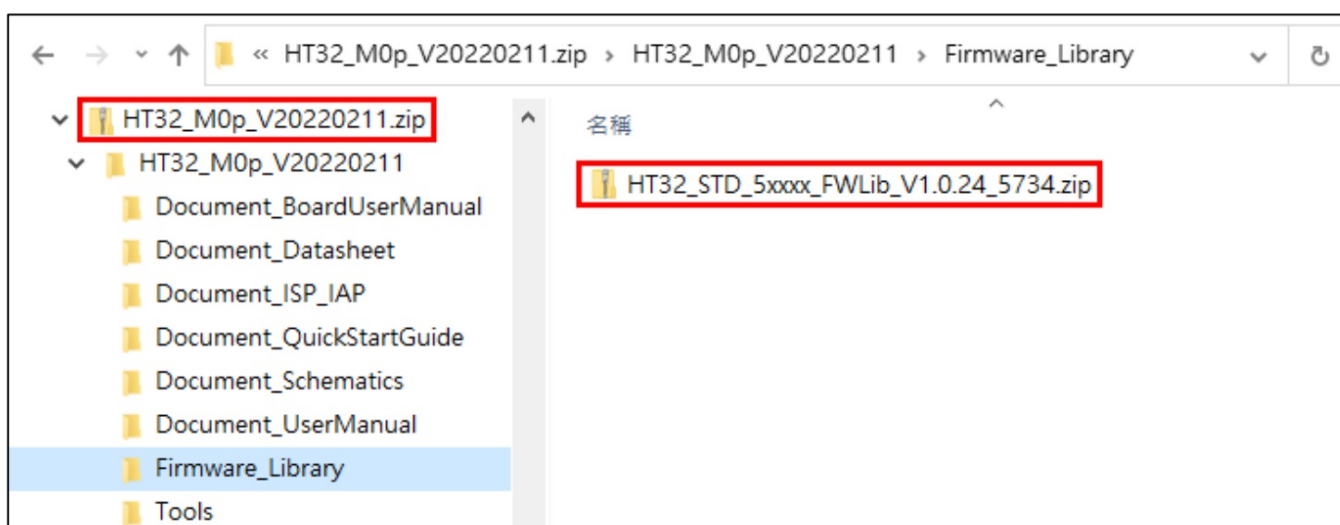 « HT32_M0p_V20220211.zip › HT32_M0p_V20220211 › Firmware_Library
HT32_M0p_V20220211.zip
HT32_M0p_V20220211
Document_BoardUserManual
Document_Datasheet
Document_ISP_IAP
Document_QuickStartGuide
Document_Schematics
Document_UserManual
Firmware_Library
Tools
名稱
HT32_STD_5xxxx_FWLib_V1.0.24_5734.zip